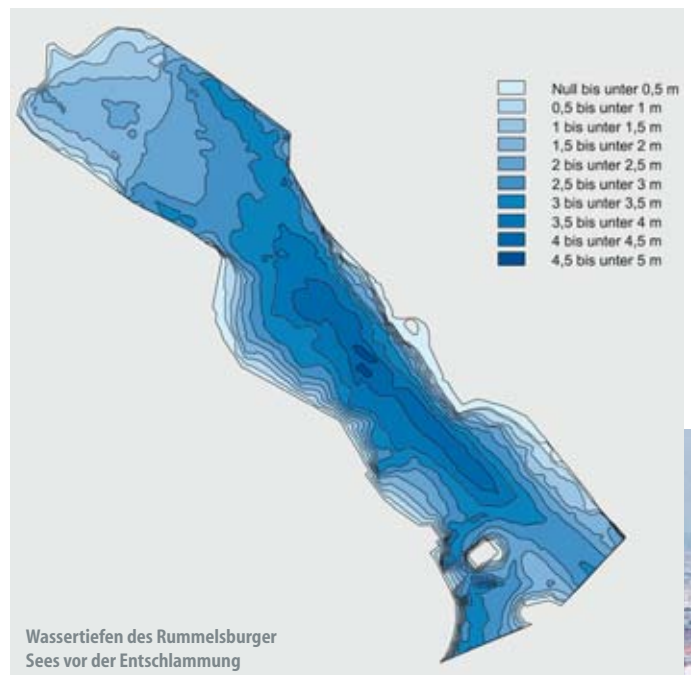 Null bis unter 0,5 m
0,5 bis unter 1 m
1 bis unter 1,5 m
1,5 bis unter 2 m
2 bis unter 2,5 m
2,5 bis unter 3 m
3 bis unter 3,5 m
3,5 bis unter 4 m
4 bis unter 4,5 m
4,5 bis unter 5 m
Wassertiefen des Rummelsburger
Sees vor der Entschlammung